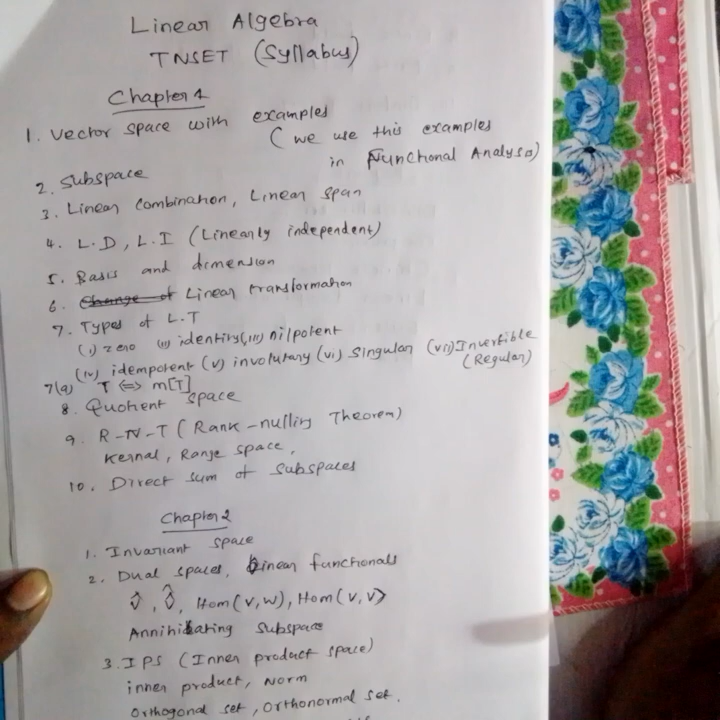 Linear Algebra
TNSET (Syllabus)
Chapter 1
1. Vector space with examples
( we use this examples
in Functional Analysis)
2. Subspace
3. Linear combination, Linear span
4. L.D, L.I (Linearly independent)
5. Basis and dimension
6. Change of Linear transformation
7. Types of L.T
(i) zero (ii) identity (iii) nilpotent
(iv) idempotent (v) involutary (vi) Singular (vii) Invertible
(Regular)
7(a) T <=> m[T]
8. Quotient space
9. R-N-T (Rank-nullity Theorem)
Kernal, Range space,
10. Direct sum of subspaces
Chapter 2
1. Invariant space
2. Dual spaces, Linear functionals
Hom(V,W), Hom(V,V)
Annihilating Subspace
3. IPS (Inner product space)
inner product, Norm
Orthogonal set, Orthonormal set.